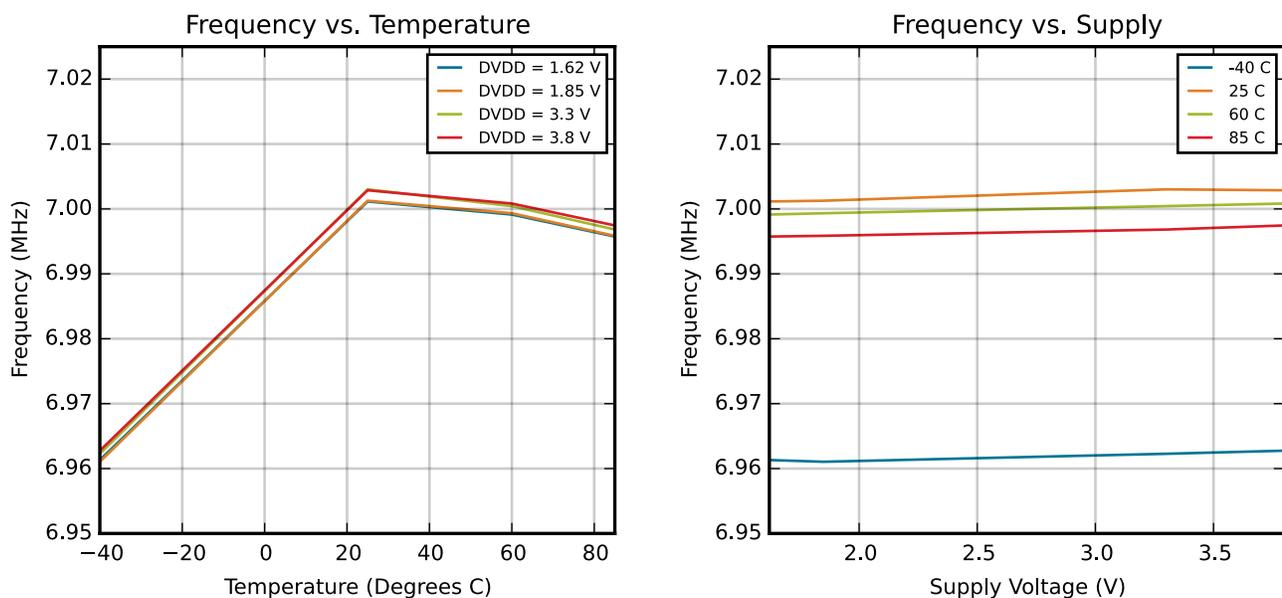 Frequency vs. Temperature
7.02
7.01
7.00
6.99
6.98
6.97
6.96
6.95
Frequency (MHz)
DVDD = 1.62 V
DVDD = 1.85 V
DVDD = 3.3 V
DVDD = 3.8 V
−40 −20 0 20 40 60 80
Temperature (Degrees C)
Frequency vs. Supply
7.02
7.01
7.00
6.99
6.98
6.97
6.96
6.95
Frequency (MHz)
-40 C
25 C
60 C
85 C
2.0 2.5 3.0 3.5
Supply Voltage (V)